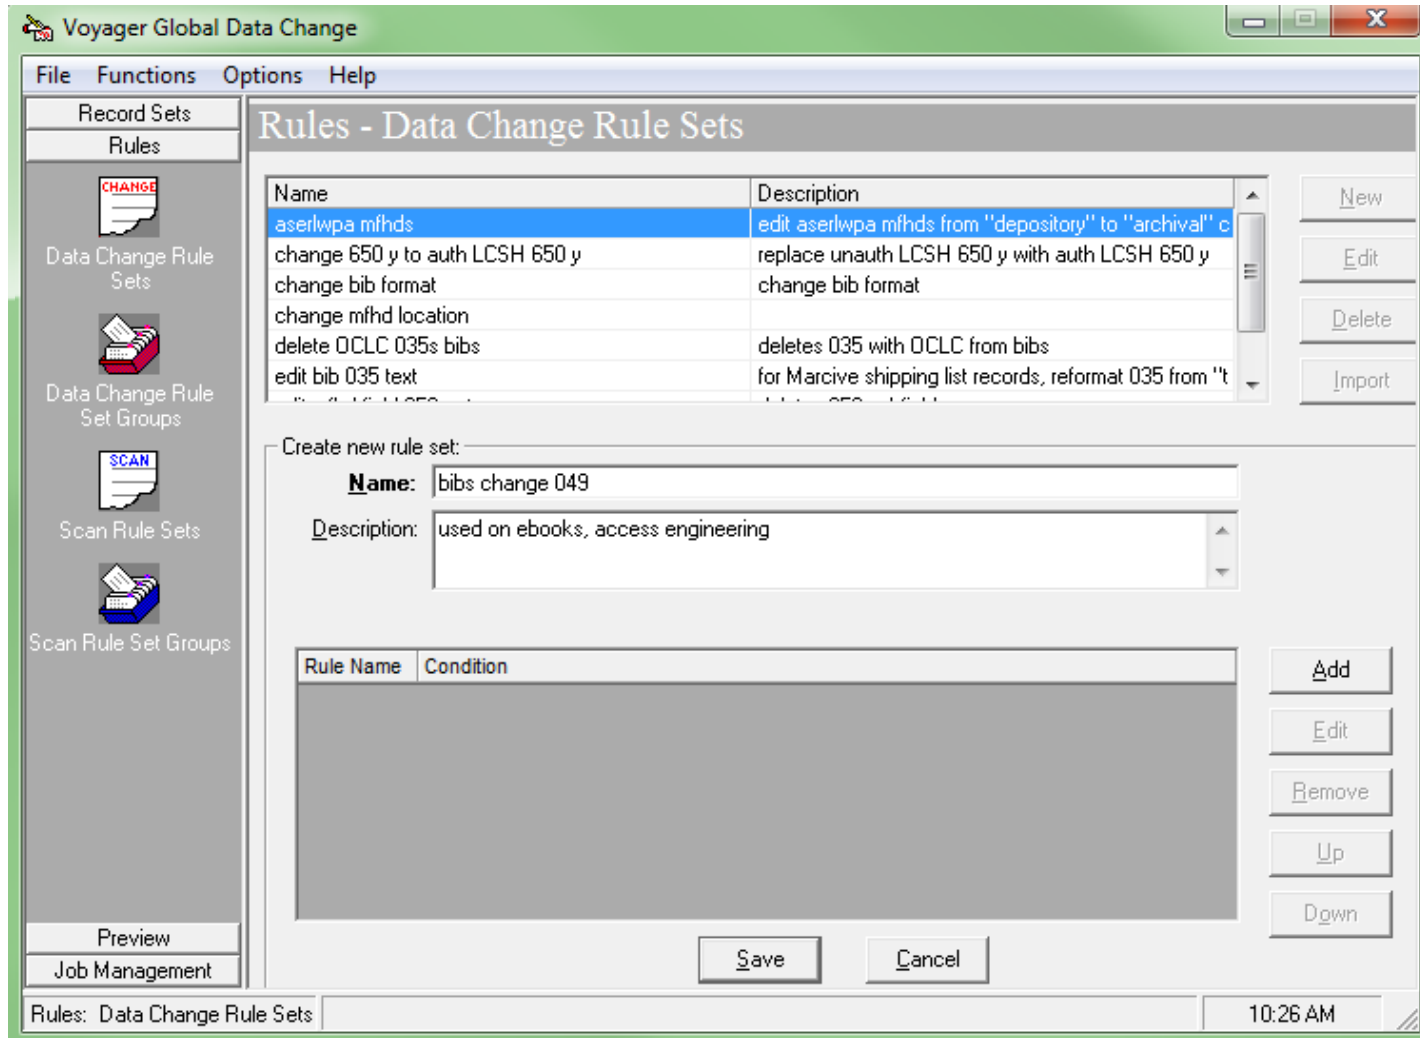 Voyager Global Data Change
File Functions Options Help
Record Sets
Rules
CHANGE
Data Change Rule
Sets
Data Change Rule
Set Groups
SCAN
Scan Rule Sets
Scan Rule Set Groups
Preview
Job Management
Rules - Data Change Rule Sets
Name Description
aserlwpa mfhds edit aserlwpa mfhds from "depository" to "archival" c
change 650 y to auth LCSH 650 y replace unauth LCSH 650 y with auth LCSH 650 y
change bib format change bib format
change mfhd location
delete OCLC 035s bibs deletes 035 with OCLC from bibs
edit bib 035 text for Marcive shipping list records, reformat 035 from "t
New
Edit
Delete
Import
Create new rule set:
Name: bibs change 049
Description: used on ebooks, access engineering
Rule Name Condition
Add
Edit
Remove
Up
Down
Save Cancel
Rules: Data Change Rule Sets 10:26 AM